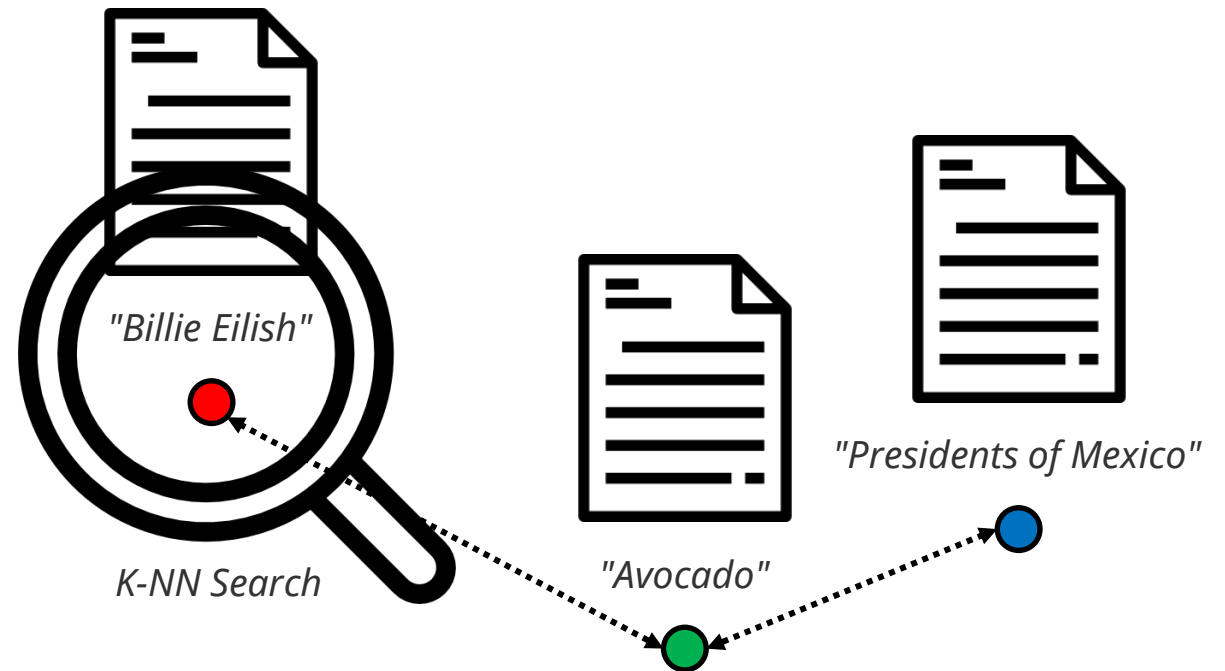 "Billie Eilish"
K-NN Search
"Avocado"
"Presidents of Mexico"